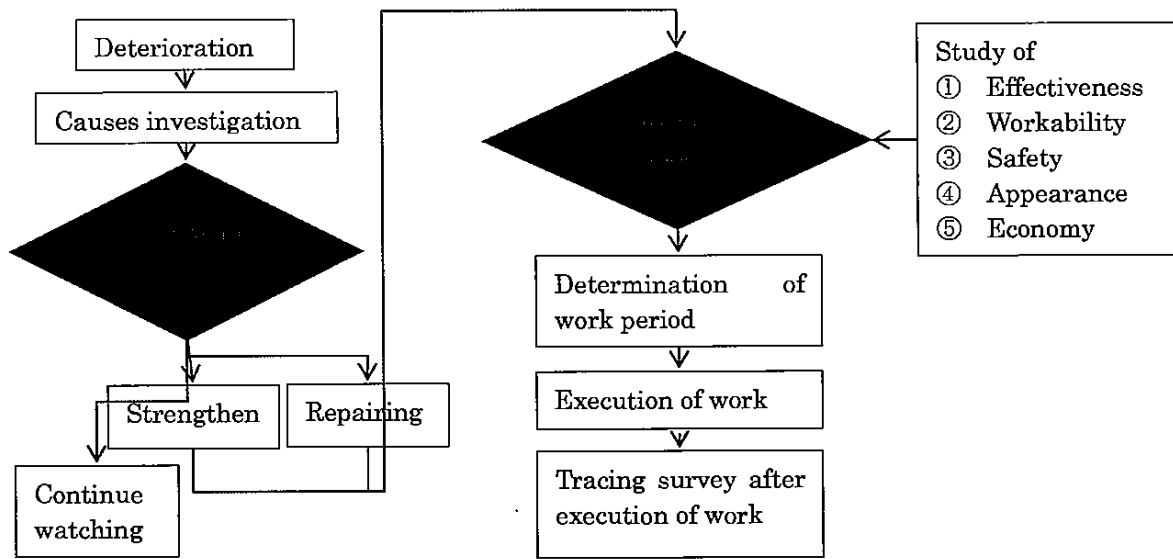 Deterioration
Causes investigation
Strengthen
Repairing
Continue
watching
Study of
① Effectiveness
② Workability
③ Safety
④ Appearance
⑤ Economy
Determination of
work period
Execution of work
Tracing survey after
execution of work